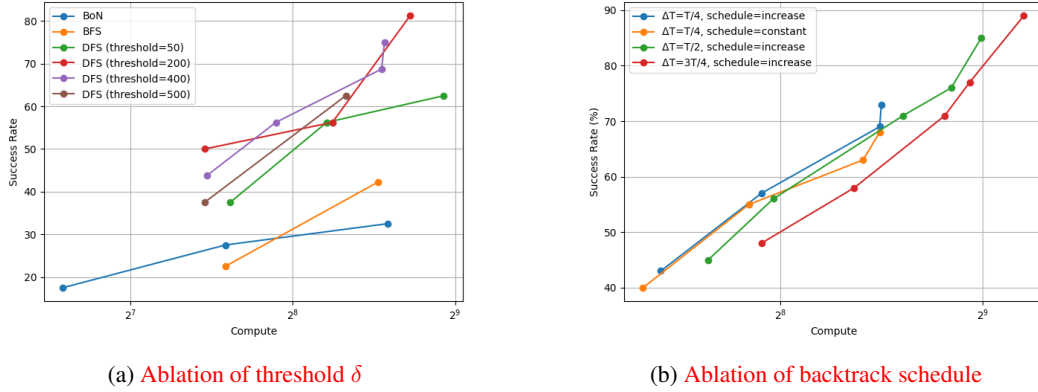 BoN
BFS
DFS (threshold=50)
DFS (threshold=200)
DFS (threshold=400)
DFS (threshold=500)
80
70
60
50
40
30
20
Success Rate
2^7
2^8
2^9
Compute
(a) Ablation of threshold δ
ΔT=T/4, schedule=increase
ΔT=T/4, schedule=constant
ΔT=T/2, schedule=increase
ΔT=3T/4, schedule=increase
90
80
70
60
50
40
Success Rate (%)
2^8
2^9
Compute
(b) Ablation of backtrack schedule